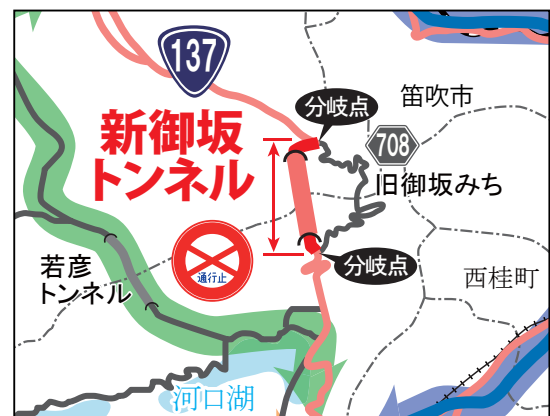 137
分岐点
笛吹市
新御坂
トンネル
708
旧御坂みち
通行止
分岐点
若彦
トンネル
西桂町
河口湖